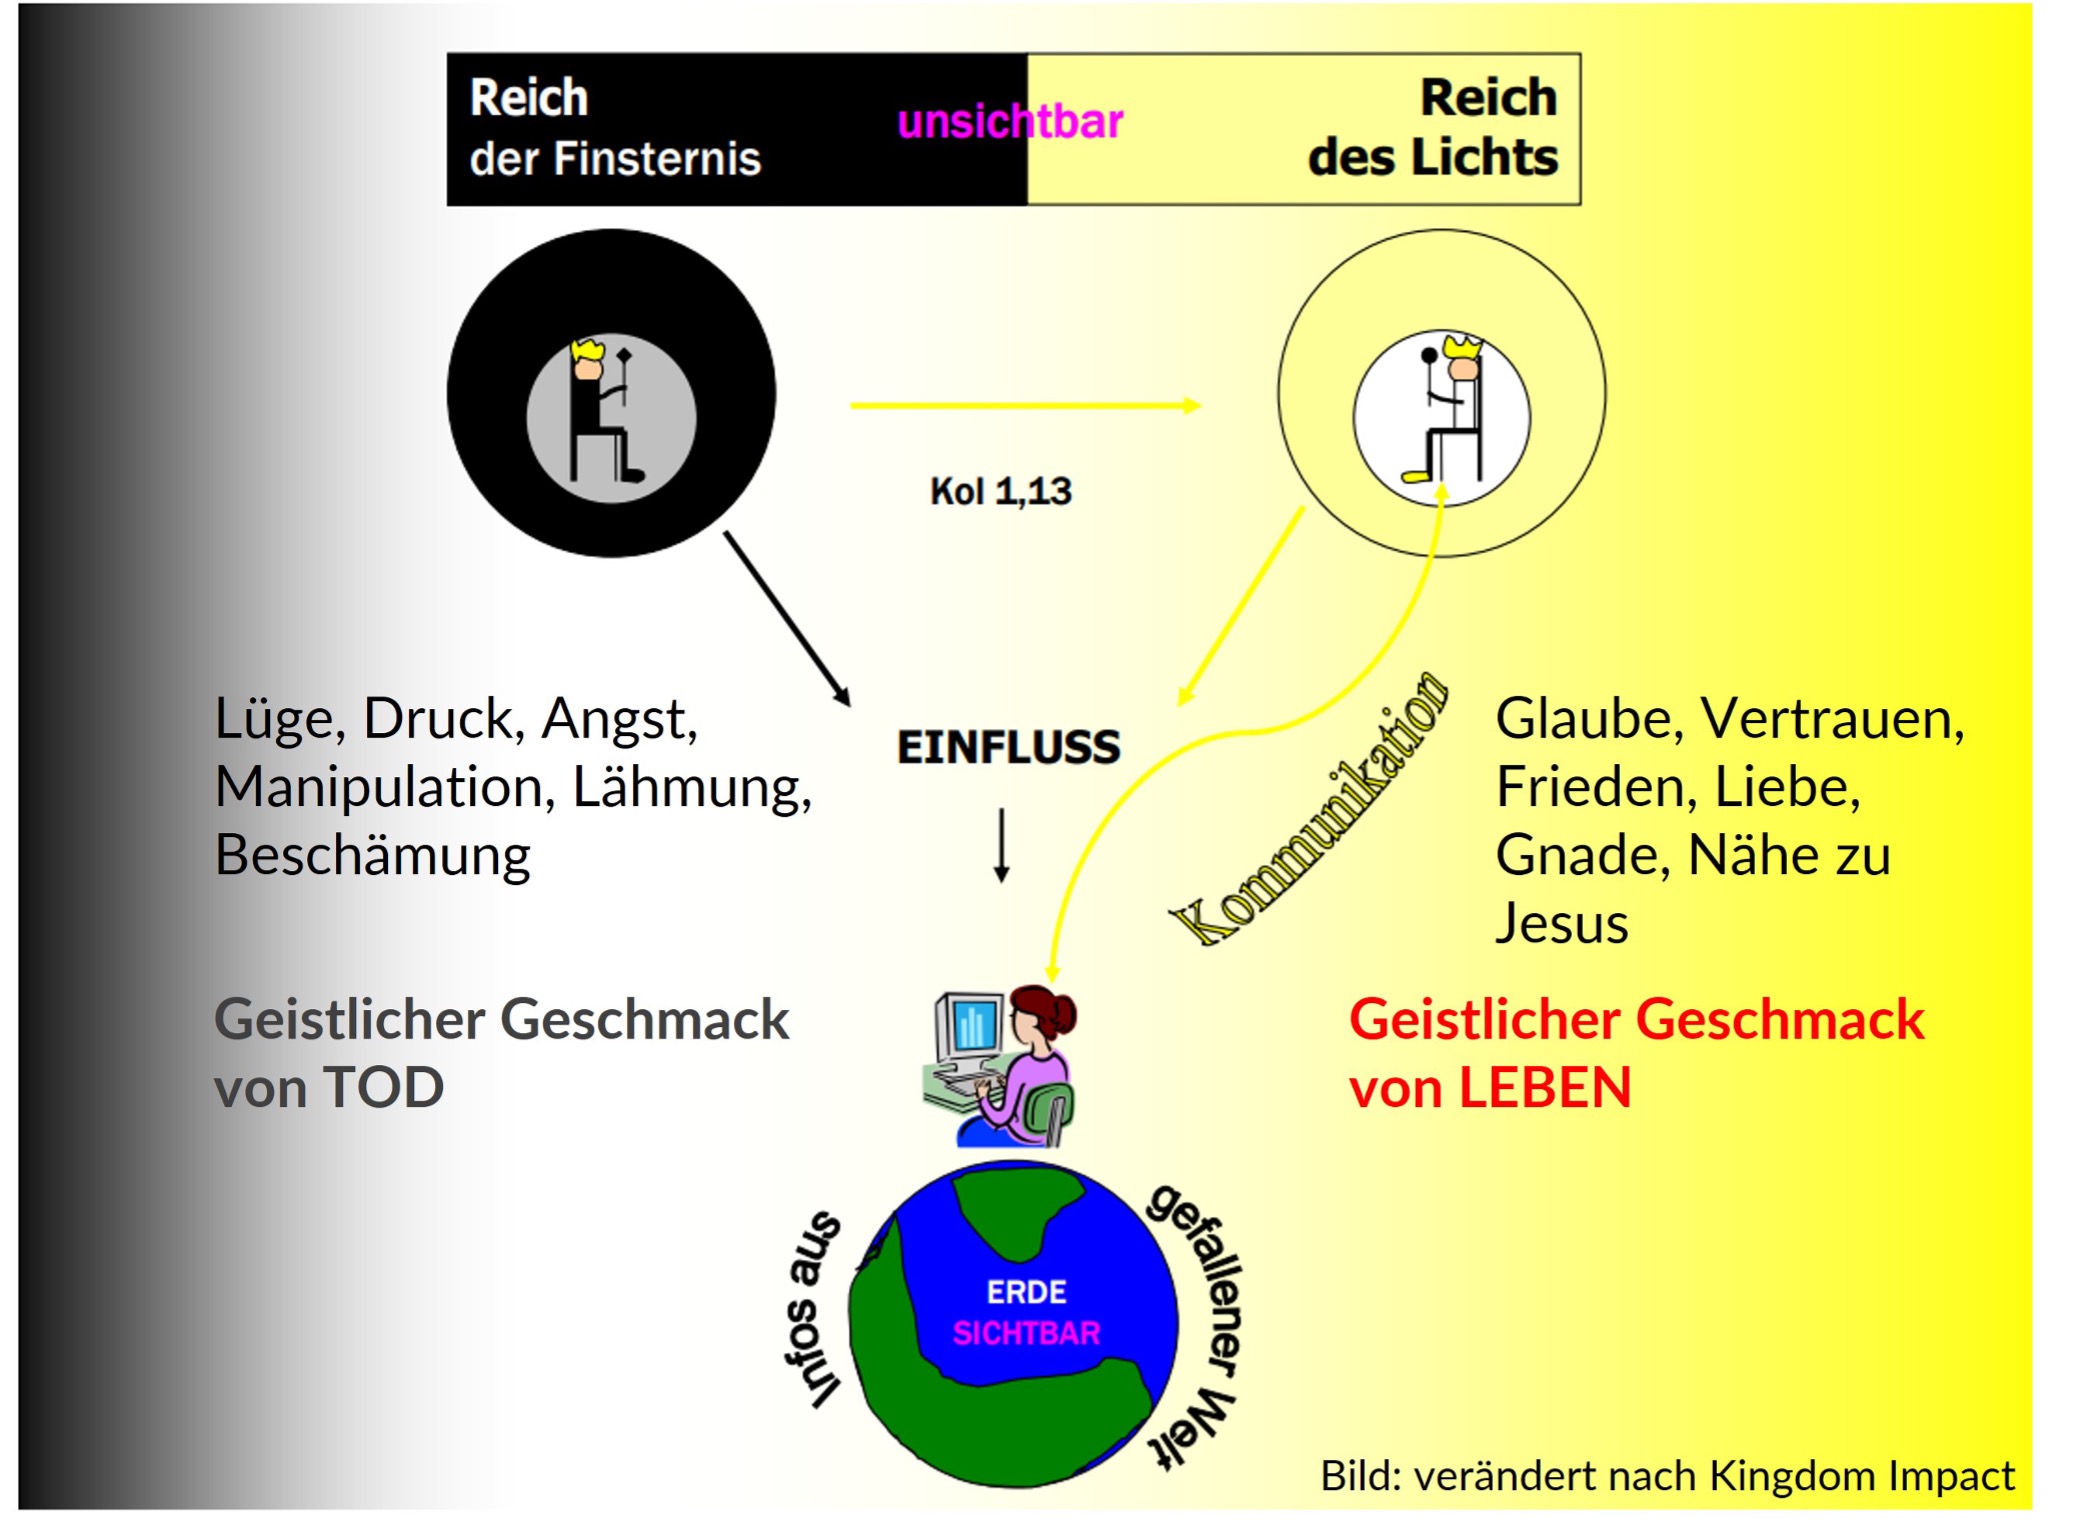 Reich
der Finsternis
unsichtbar
Reich
des Lichts
Kol 1,13
Lüge, Druck, Angst,
Manipulation, Lähmung,
Beschämung
EINFLUSS
Kommunikation
Glaube, Vertrauen,
Frieden, Liebe,
Gnade, Nähe zu
Jesus
Geistlicher Geschmack
von TOD
Geistlicher Geschmack
von LEBEN
Infos aus
gefallener Welt
ERDE
SICHTBAR
Bild: verändert nach Kingdom Impact